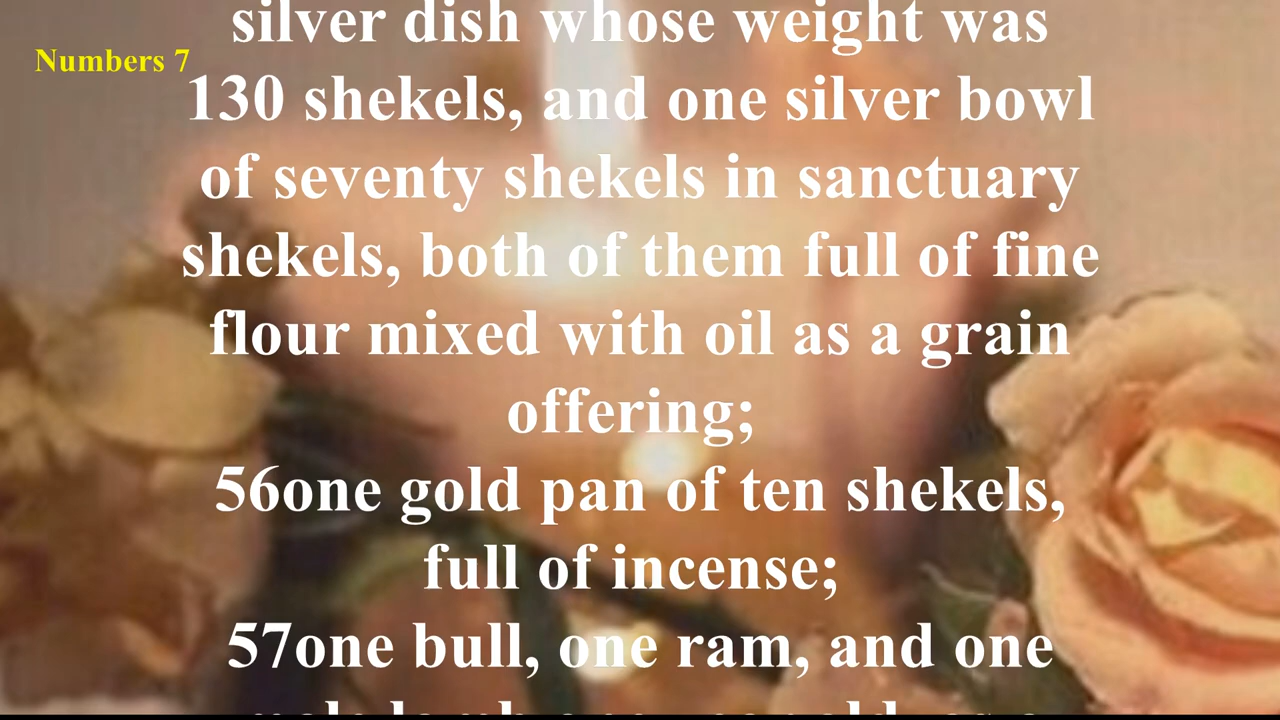 silver dish whose weight was
Numbers 7
130 shekels, and one silver bowl
of seventy shekels in sanctuary
shekels, both of them full of fine
flour mixed with oil as a grain
offering;
56one gold pan of ten shekels,
full of incense;
57one bull, one ram, and one